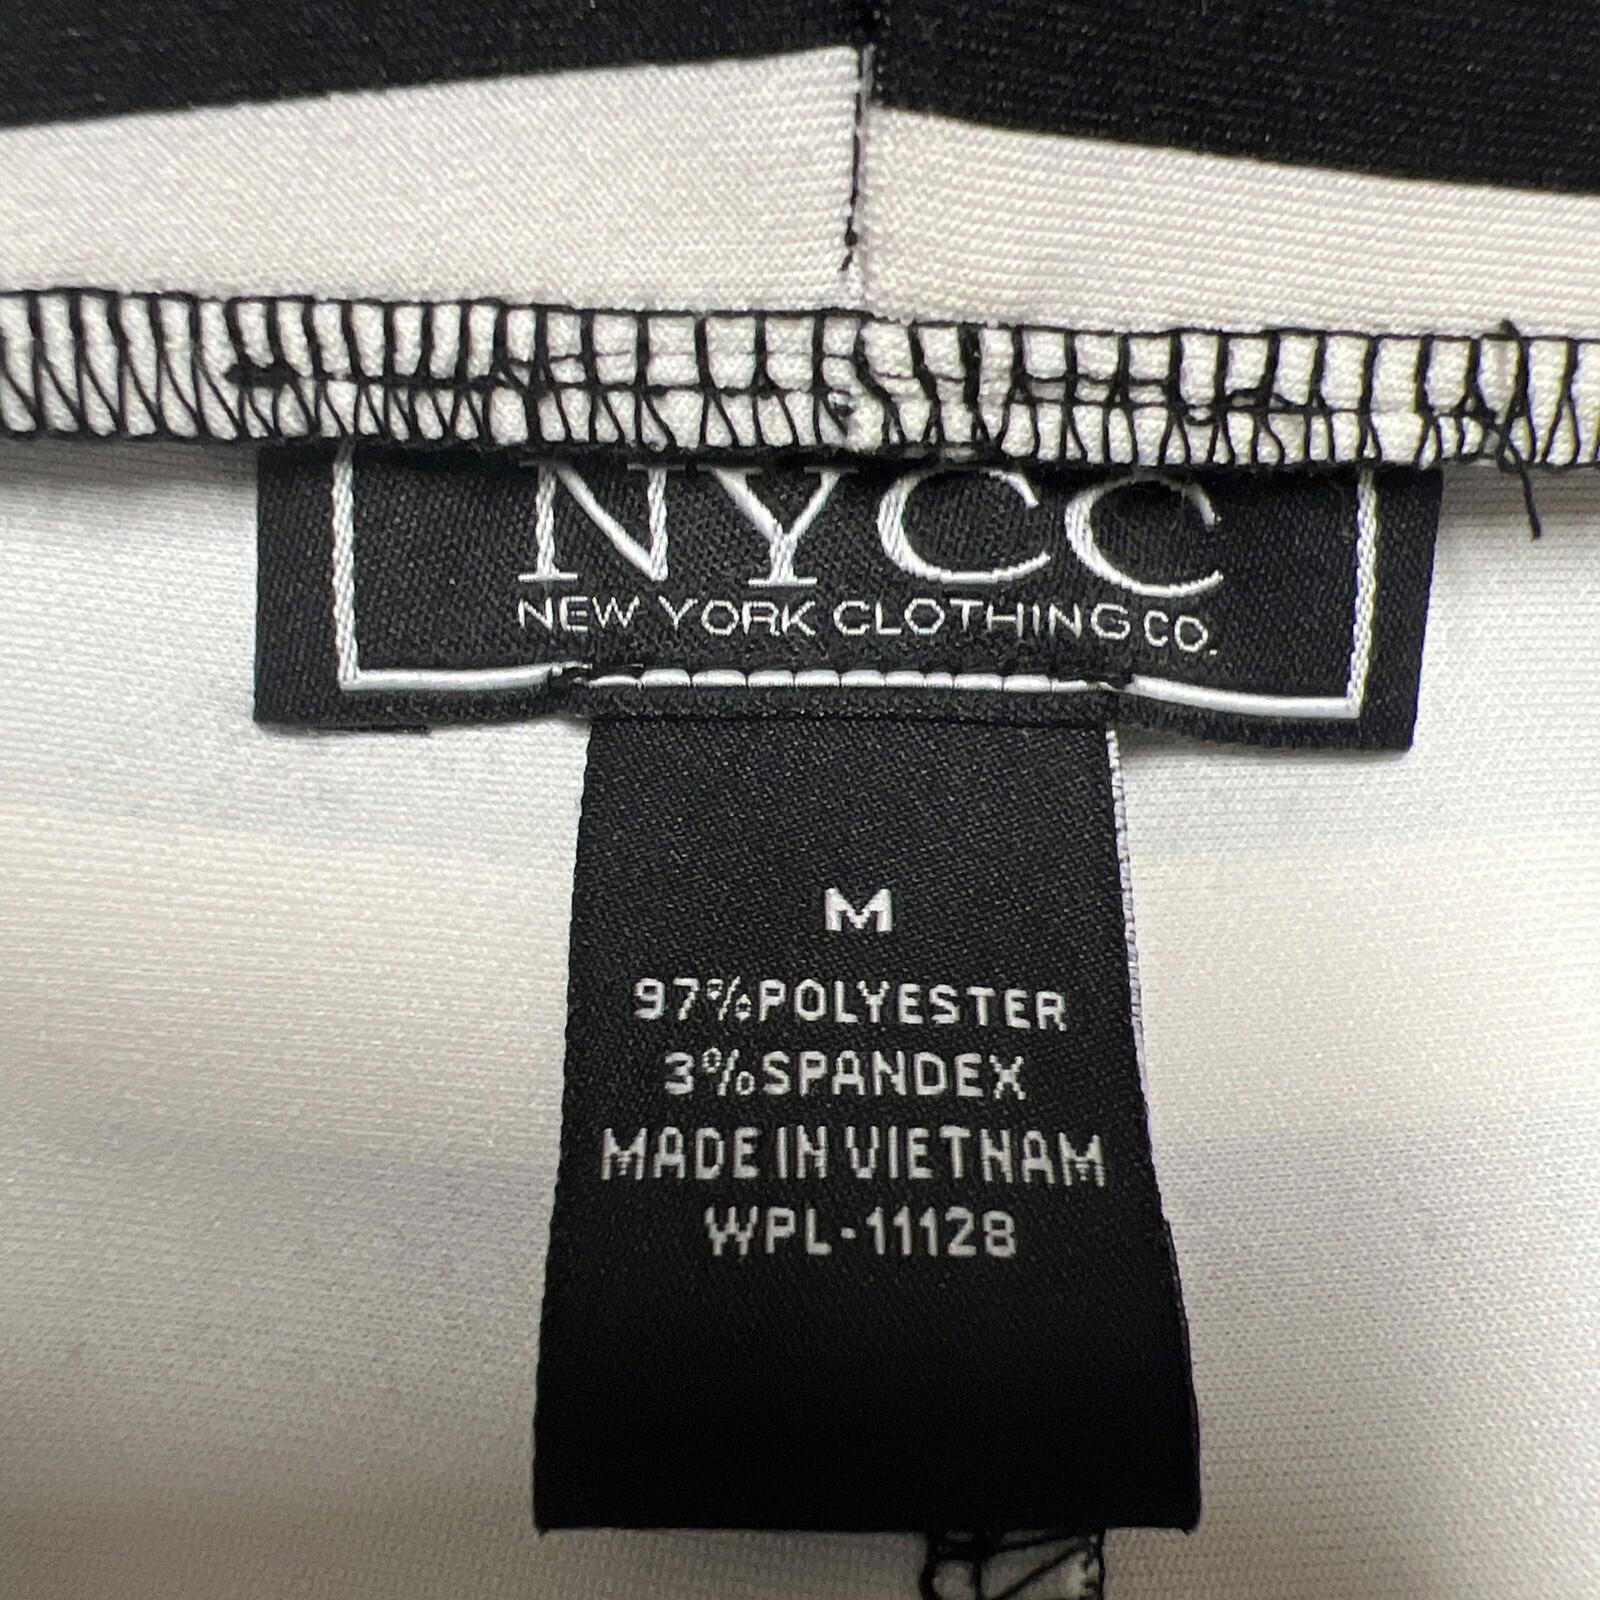 NYCC
NEW YORK CLOTHING CO.
M
97%POLYESTER
3%SPANDEX
MADE IN VIETNAM
WPL-11128